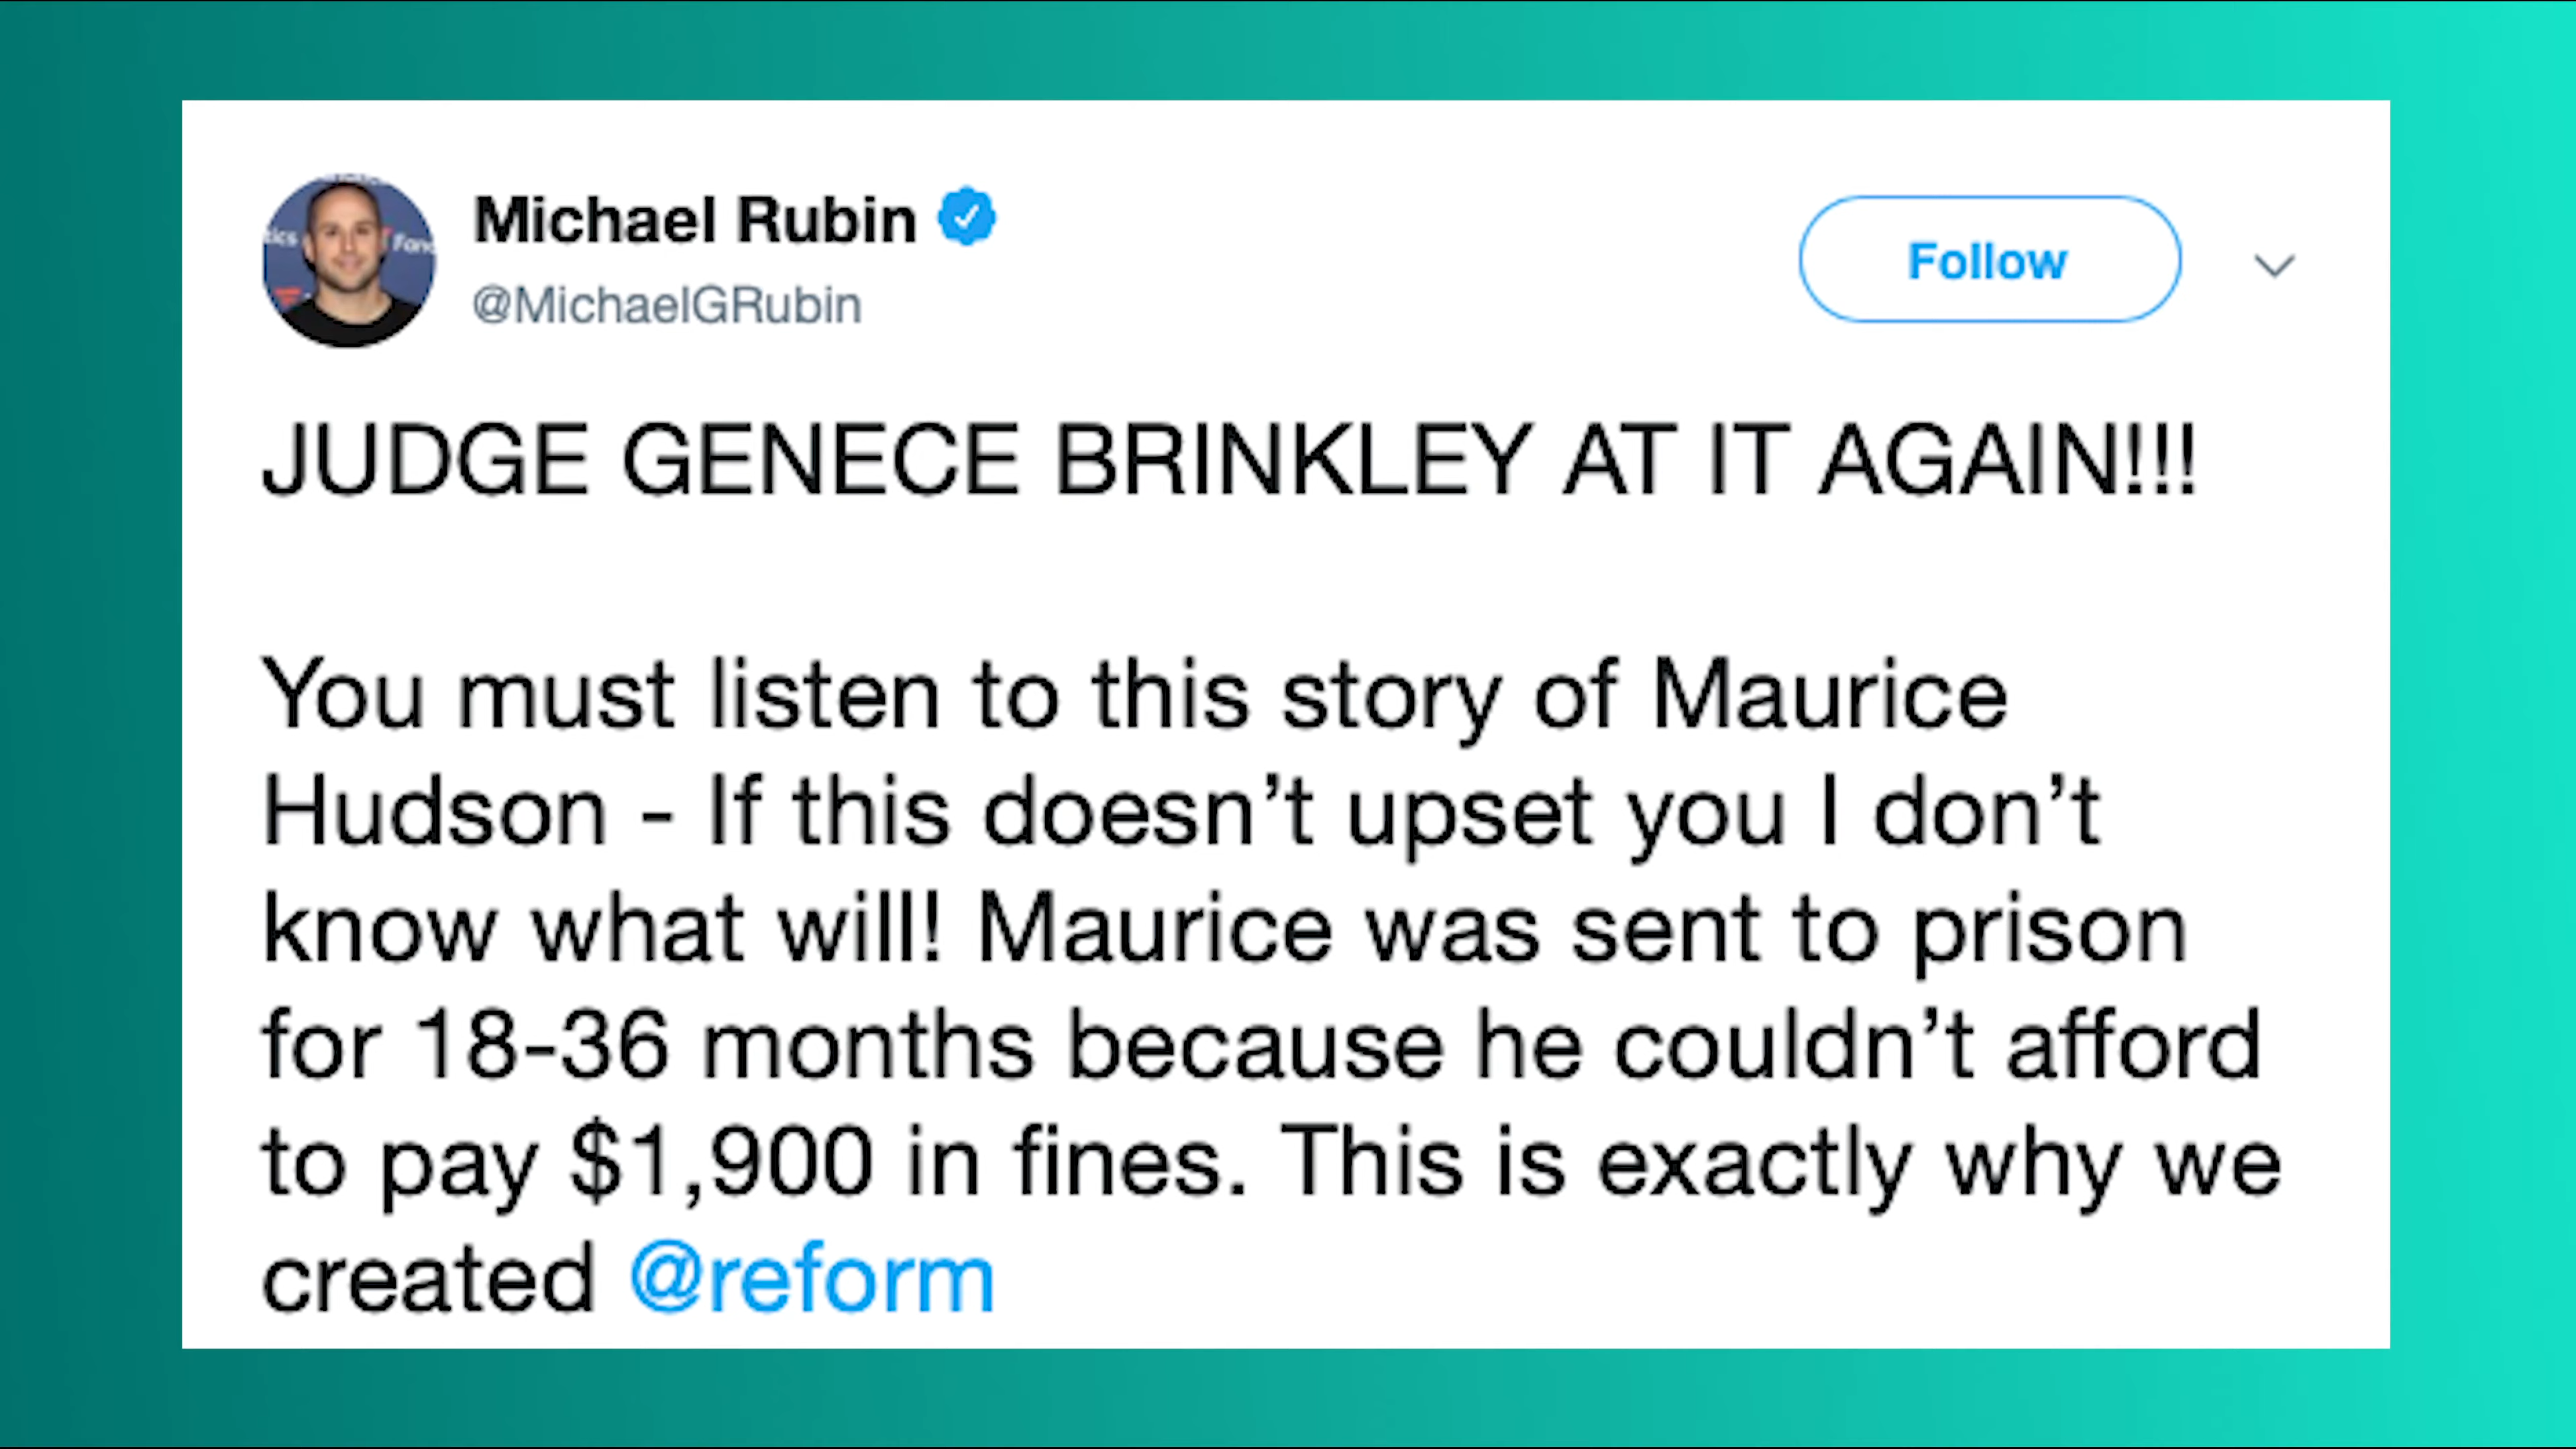 Michael Rubin
@MichaelGRubin
Follow
JUDGE GENECE BRINKLEY AT IT AGAIN!!!
You must listen to this story of Maurice
Hudson - If this doesn’t upset you I don’t
know what will! Maurice was sent to prison
for 18-36 months because he couldn’t afford
to pay $1,900 in fines. This is exactly why we
created @reform